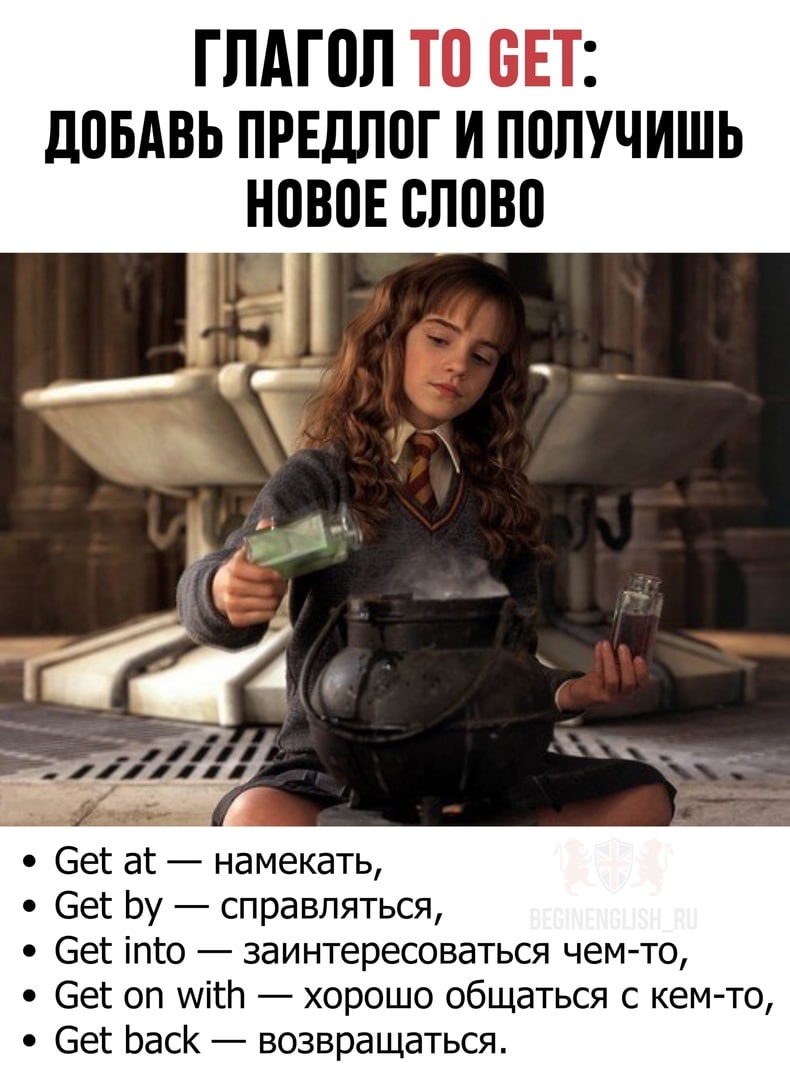 ГЛАГОЛ TO GET:
ДОБАВЬ ПРЕДЛОГ И ПОЛУЧИШЬ
НОВОЕ СЛОВО
• Get at — намекать,
• Get by — справляться,
BEGINENGLISH_RU
• Get into — заинтересоваться чем-то,
• Get on with — хорошо общаться с кем-то,
• Get back — возвращаться.